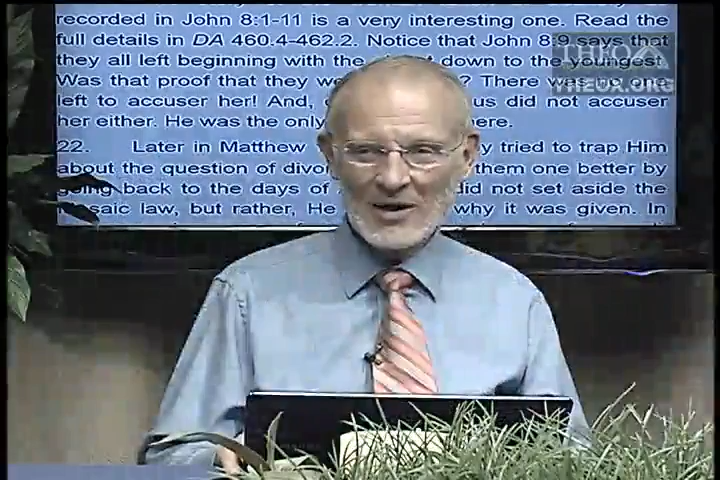 recorded in John 8:1-11 is a very interesting one. Read the
full details in DA 460.4-462.2. Notice that John 8:9 says that
they all left beginning with the down to the youngest
Was that proof that they we ? There was no one
left to accuser her! And, us did not accuser
her either. He was the only here.
22. Later in Matthew y tried to trap Him
about the question of divo them one better by
going back to the days of did not set aside the
Mosaic law, but rather, He why it was given. In
THEOX.ORG